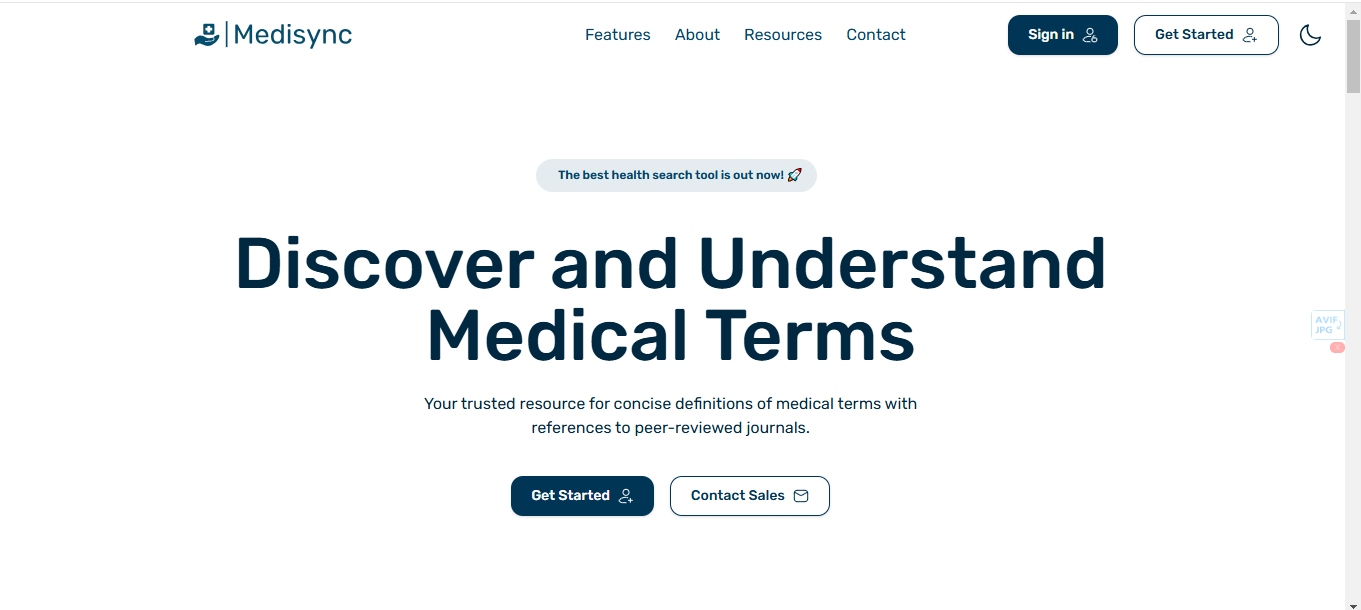 Medisync
Features
About
Resources
Contact
Sign in
Get Started
The best health search tool is out now! 🚀
Discover and Understand
Medical Terms
AVIF
JPG
Your trusted resource for concise definitions of medical terms with
references to peer-reviewed journals.
Get Started
Contact Sales